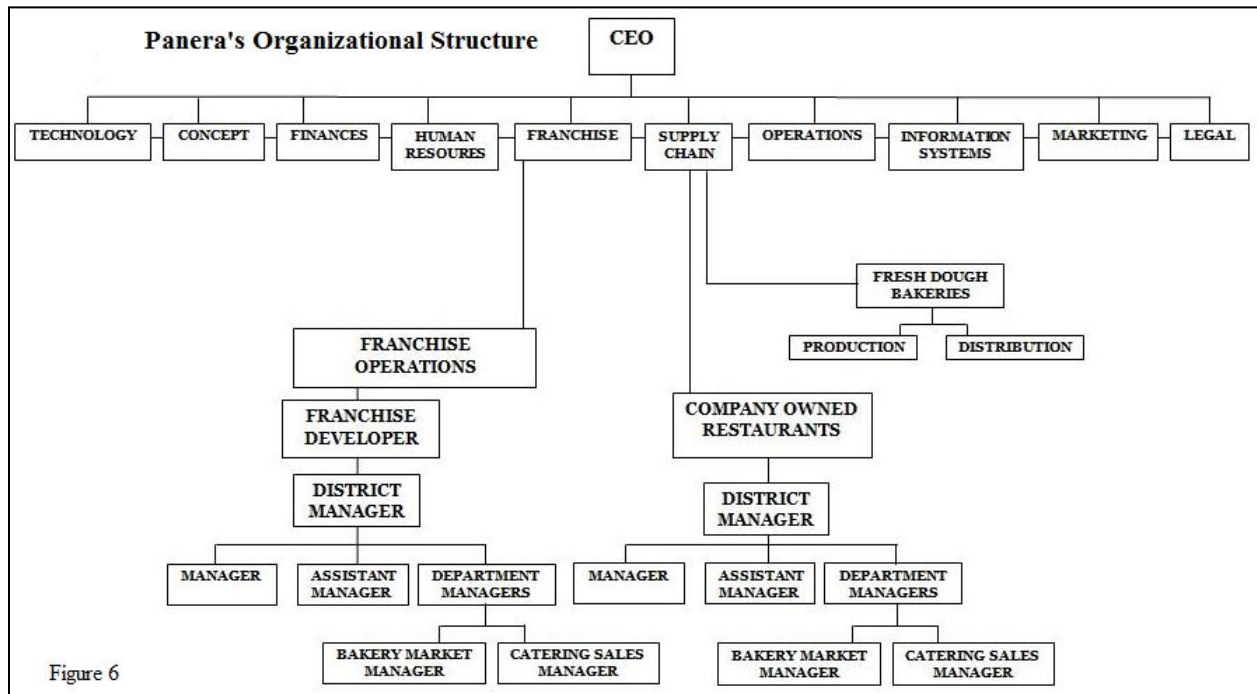 Panera's Organizational Structure
CEO
TECHNOLOGY
CONCEPT
FINANCES
HUMAN
RESOURES
FRANCHISE
SUPPLY
CHAIN
OPERATIONS
INFORMATION
SYSTEMS
MARKETING
LEGAL
FRESH DOUGH
BAKERIES
PRODUCTION
DISTRIBUTION
FRANCHISE
OPERATIONS
FRANCHISE
DEVELOPER
DISTRICT
MANAGER
MANAGER
ASSISTANT
MANAGER
DEPARTMENT
MANAGERS
BAKERY MARKET
MANAGER
CATERING SALES
MANAGER
COMPANY OWNED
RESTAURANTS
DISTRICT
MANAGER
MANAGER
ASSISTANT
MANAGER
DEPARTMENT
MANAGERS
BAKERY MARKET
MANAGER
CATERING SALES
MANAGER
Figure 6